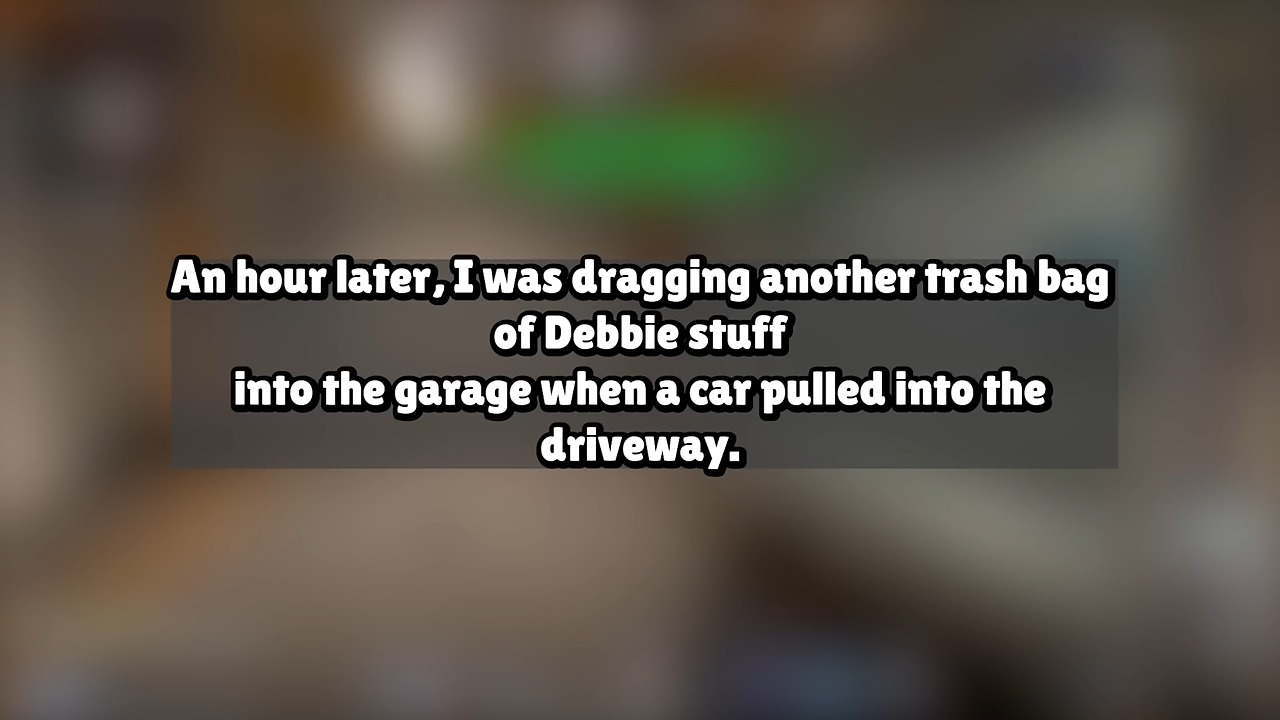 An hour later, I was dragging another trash bag
of Debbie stuff
into the garage when a car pulled into the
driveway.